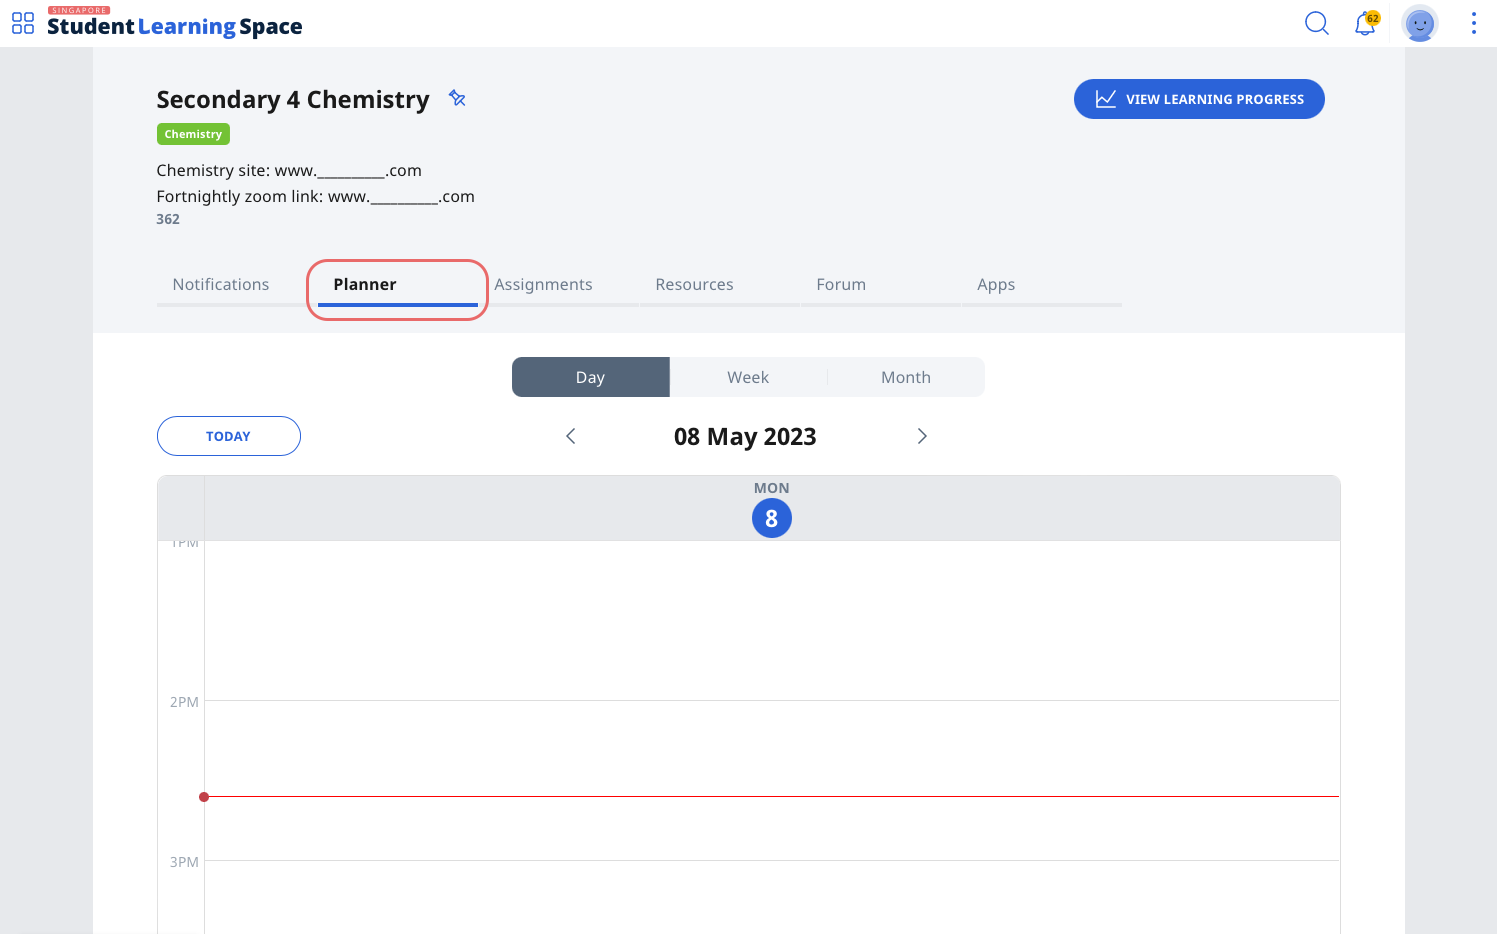 SINGAPORE
Student Learning Space
62
Secondary 4 Chemistry
VIEW LEARNING PROGRESS
Chemistry
Chemistry site: www._________.com
Fortnightly zoom link: www._________.com
362
Notifications Planner Assignments Resources Forum Apps
Day Week Month
TODAY
08 May 2023
MON
8
1PM
2PM
3PM